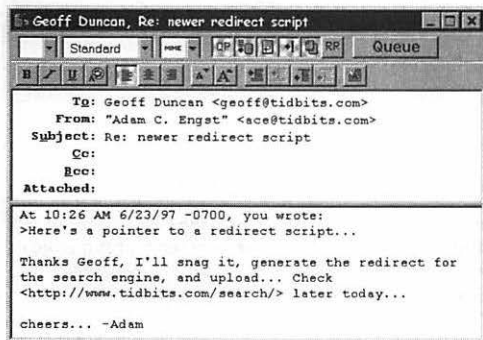 Geoff Duncan, Re: newer redirect script
Standard MIME QP RR Queue
B I U
To: Geoff Duncan <geoff@tidbits.com>
From: "Adam C. Engst" <ace@tidbits.com>
Subject: Re: newer redirect script
Cc:
Bcc:
Attached:
At 10:26 AM 6/23/97 -0700, you wrote:
>Here's a pointer to a redirect script...
Thanks Geoff, I'll snag it, generate the redirect for
the search engine, and upload... Check
<http://www.tidbits.com/search/> later today...
cheers... -Adam